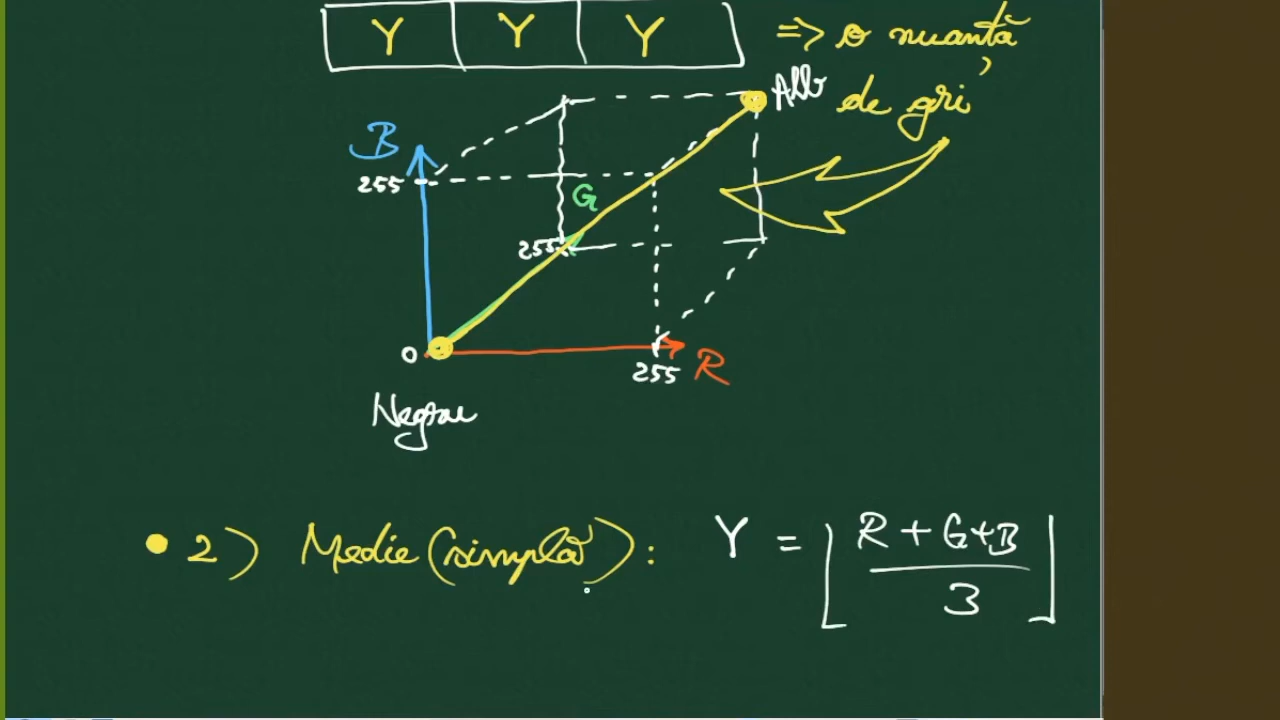 Y Y Y => o nuanță
de gri
Alb
B
255
G
255
0
255 R
Negru
• 2) Medie (simplă): Y = ⌊(R + G + B) / 3⌋